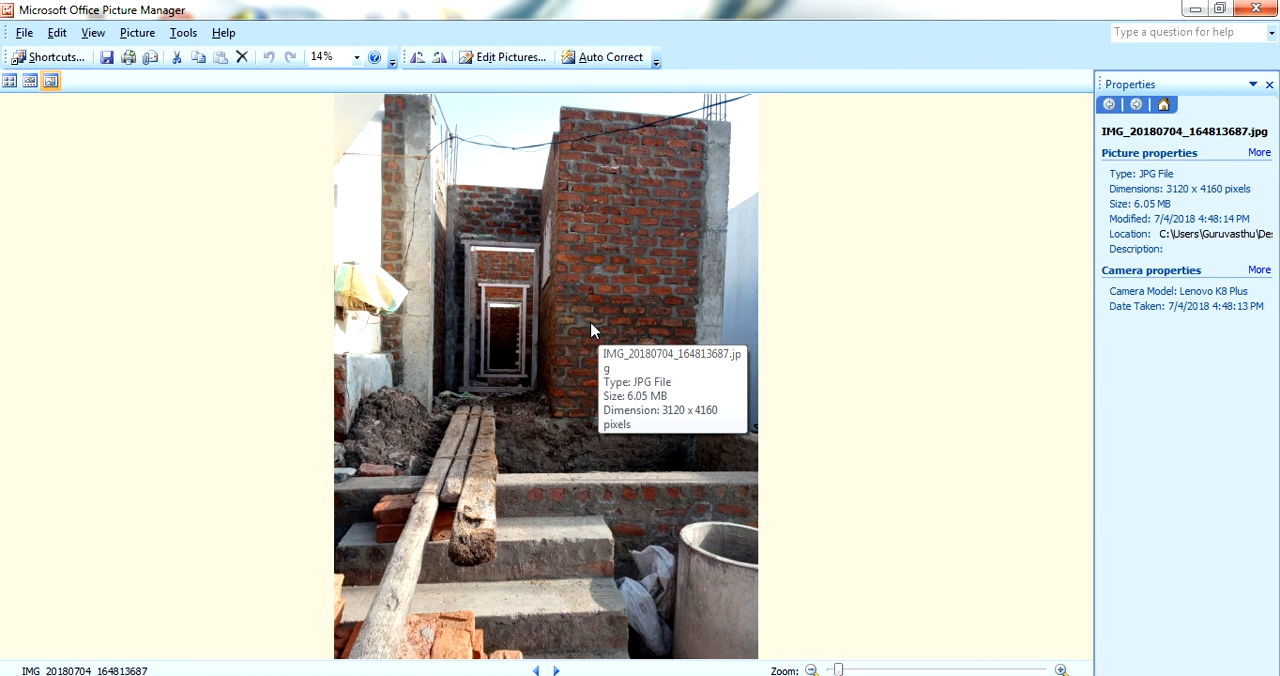 Microsoft Office Picture Manager
File Edit View Picture Tools Help
Type a question for help
Shortcuts... 14% Edit Pictures... Auto Correct
Properties
IMG_20180704_164813687.jpg
Picture properties More
Type: JPG File
Dimensions: 3120 x 4160 pixels
Size: 6.05 MB
Modified: 7/4/2018 4:48:14 PM
Location: C:\Users\Guruvasthu\De
Description:
Camera properties More
Camera Model: Lenovo K8 Plus
Date Taken: 7/4/2018 4:48:13 PM
IMG_20180704_164813687.jp
g
Type: JPG File
Size: 6.05 MB
Dimension: 3120 x 4160
pixels
IMG_20180704_164813687
Zoom: